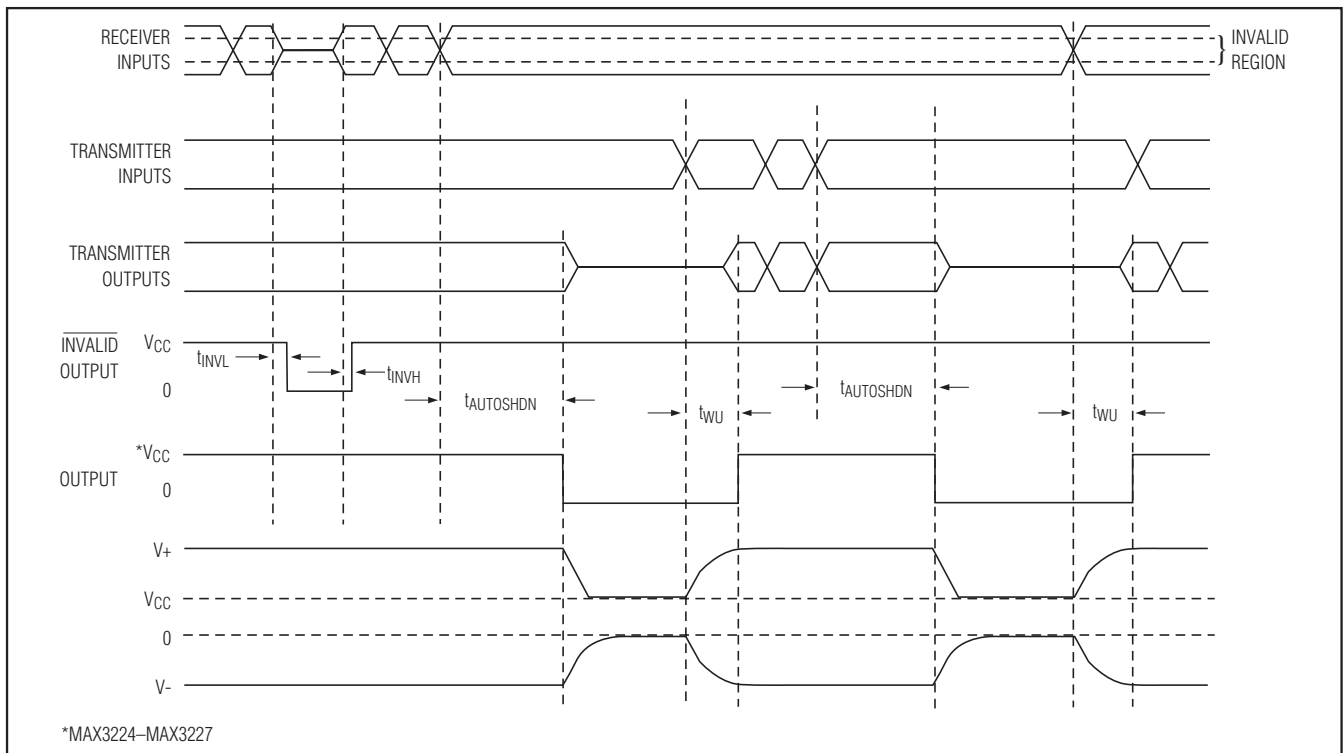 RECEIVER
INPUTS
} INVALID
REGION
TRANSMITTER
INPUTS
TRANSMITTER
OUTPUTS
INVALID
OUTPUT
VCC
0
tINVL
tINVH
tAUTOSHDN
tWU
tAUTOSHDN
tWU
OUTPUT
*VCC
0
V+
VCC
0
V-
*MAX3224–MAX3227